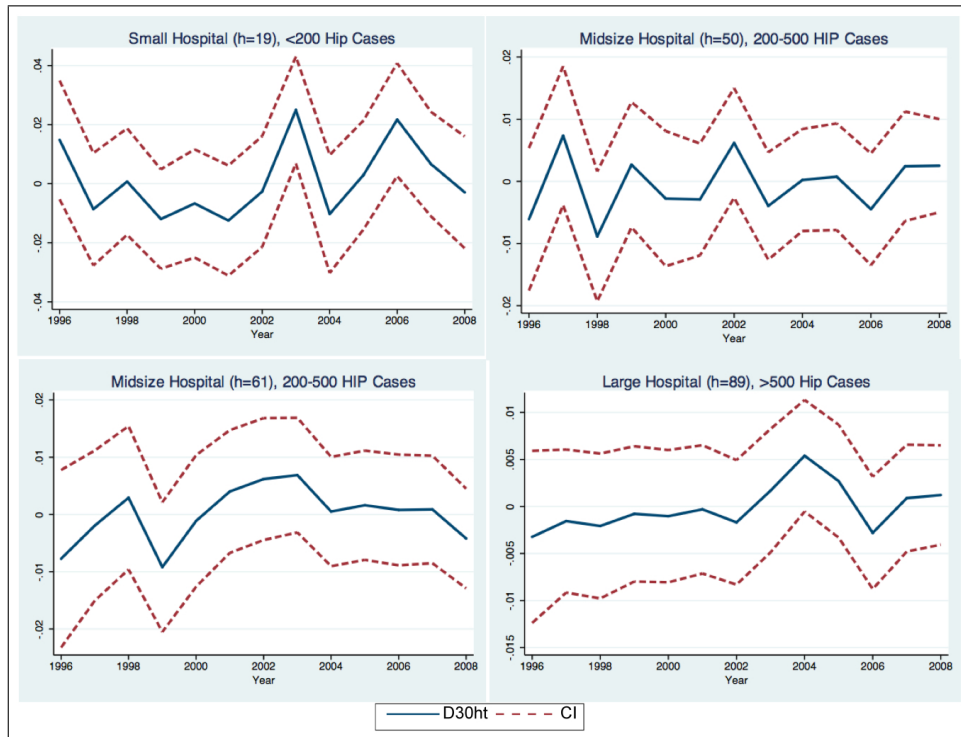 Small Hospital (h=19), <200 Hip Cases
.04
.02
0
-.02
-.04
1996 1998 2000 2002 2004 2006 2008
Year
Midsize Hospital (h=50), 200-500 HIP Cases
.02
.01
0
-.01
-.02
1996 1998 2000 2002 2004 2006 2008
Year
Midsize Hospital (h=61), 200-500 HIP Cases
.02
.01
0
-.01
-.02
1996 1998 2000 2002 2004 2006 2008
Year
Large Hospital (h=89), >500 Hip Cases
.01
.005
0
-.005
-.01
-.015
1996 1998 2000 2002 2004 2006 2008
Year
D30ht CI